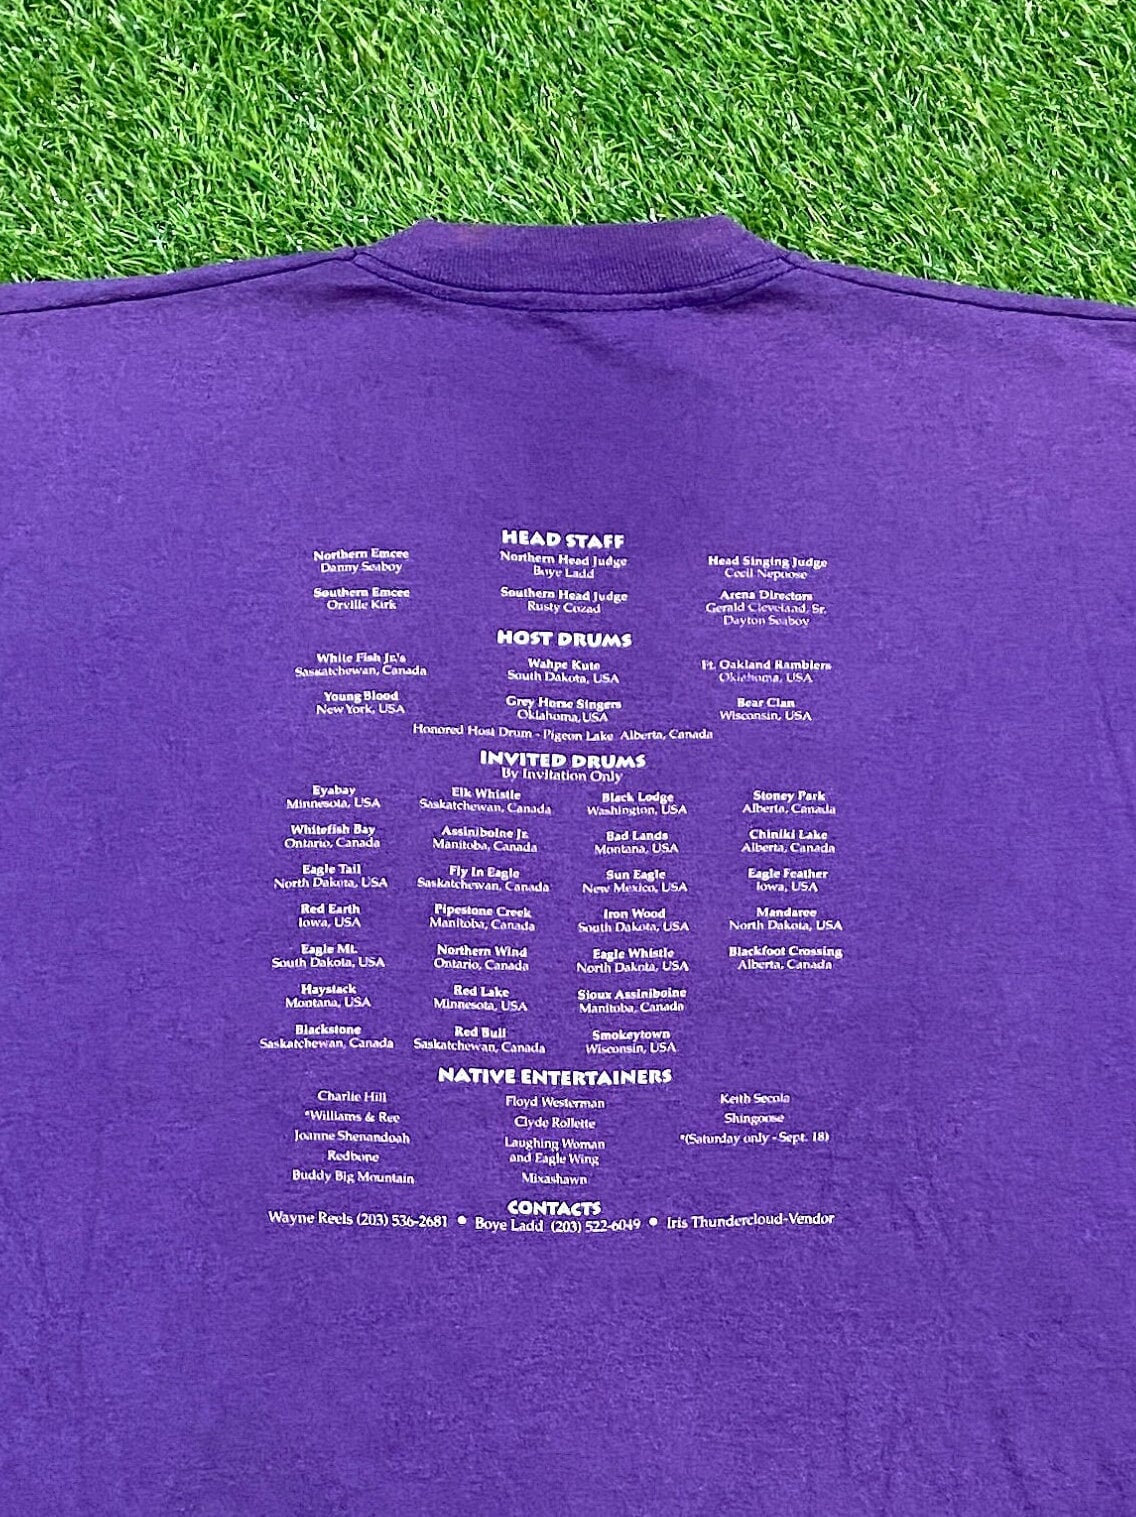 HEAD STAFF
Northern Emcee
Danny Seaboy
Northern Head Judge
Boye Ladd
Head Singing Judge
Cecil Nepoose
Southern Emcee
Orville Kirk
Southern Head Judge
Rusty Cozad
Arena Directors
Gerald Cleveland, Sr.
Dayton Seaboy
HOST DRUMS
White Fish Jr.'s
Saskatchewan, Canada
Wahpe Kute
South Dakota, USA
Ft. Oakland Ramblers
Oklahoma, USA
Young Blood
New York, USA
Grey Horse Singers
Oklahoma, USA
Bear Clan
Wisconsin, USA
Honored Host Drum - Pigeon Lake Alberta, Canada
INVITED DRUMS
By Invitation Only
Eyabay
Minnesota, USA
Elk Whistle
Saskatchewan, Canada
Black Lodge
Washington, USA
Stoney Park
Alberta, Canada
Whitefish Bay
Ontario, Canada
Assiniboine Jr.
Manitoba, Canada
Bad Lands
Montana, USA
Chiniki Lake
Alberta, Canada
Eagle Tail
North Dakota, USA
Fly In Eagle
Saskatchewan, Canada
Sun Eagle
New Mexico, USA
Eagle Feather
Iowa, USA
Red Earth
Iowa, USA
Pipestone Creek
Manitoba, Canada
Iron Wood
South Dakota, USA
Mandaree
North Dakota, USA
Eagle Mt.
South Dakota, USA
Northern Wind
Ontario, Canada
Eagle Whistle
North Dakota, USA
Blackfoot Crossing
Alberta, Canada
Haystack
Montana, USA
Red Lake
Minnesota, USA
Sioux Assiniboine
Manitoba, Canada
Blackstone
Saskatchewan, Canada
Red Bull
Saskatchewan, Canada
Smokeytown
Wisconsin, USA
NATIVE ENTERTAINERS
Charlie Hill
*Williams & Ree
Joanne Shenandoah
Redbone
Buddy Big Mountain
Floyd Westerman
Clyde Rollette
Laughing Woman
and Eagle Wing
Mixashawn
Keith Secola
Shingoose
*(Saturday only - Sept. 18)
CONTACTS
Wayne Reels (203) 536-2681 • Boye Ladd (203) 522-6049 • Iris Thundercloud-Vendor